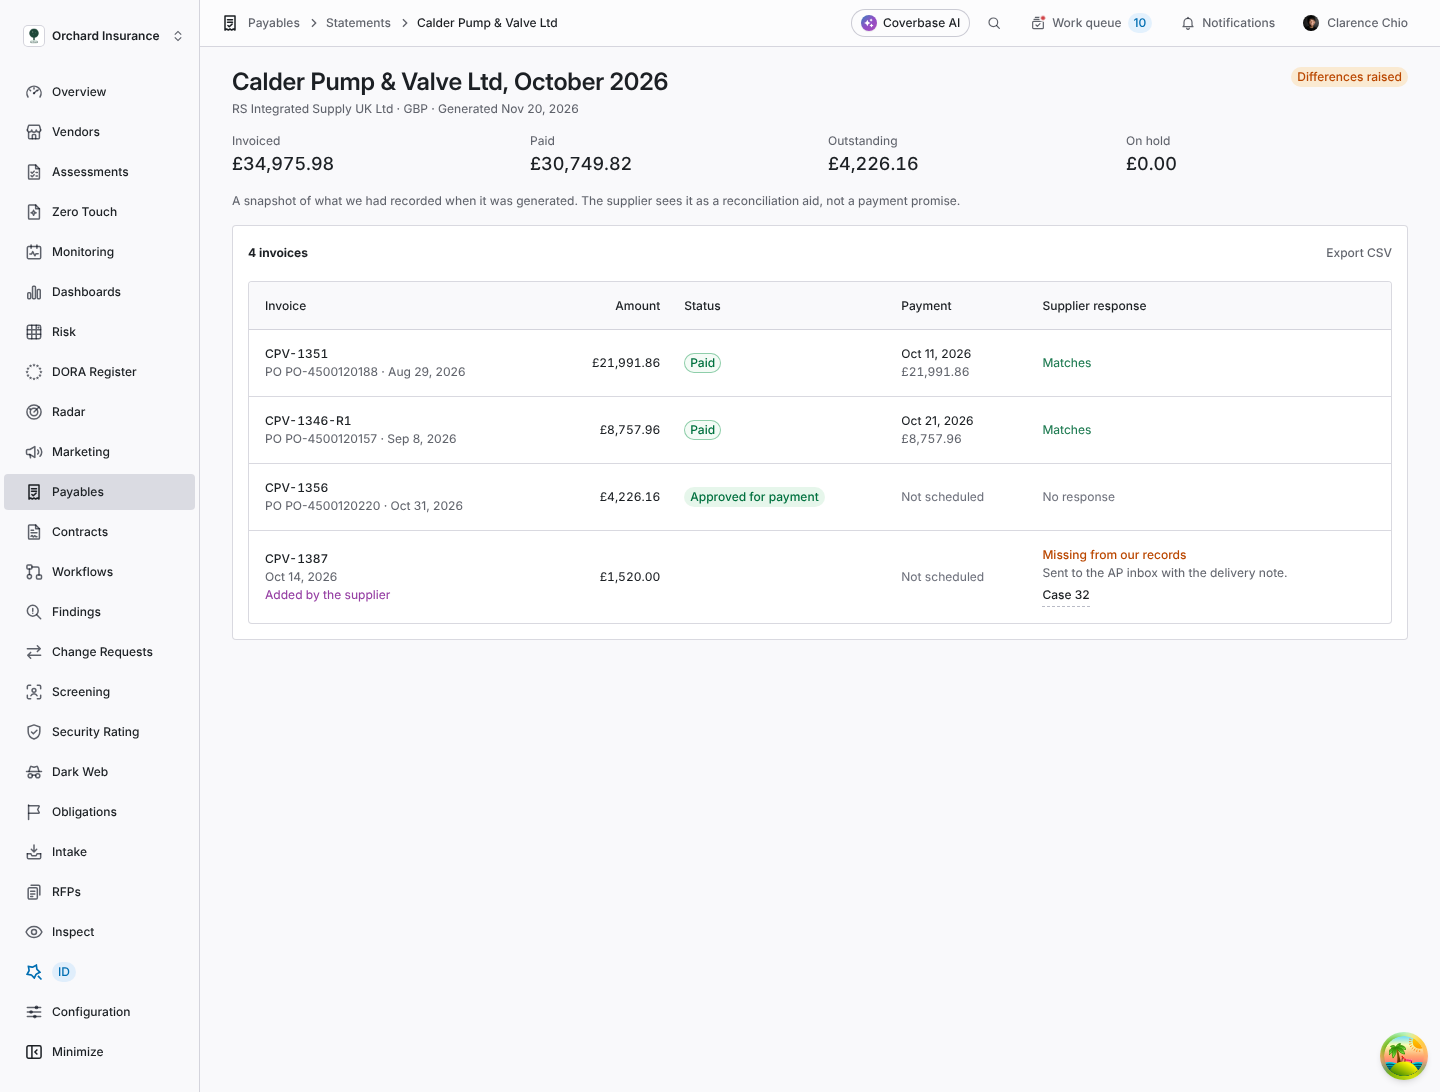 Orchard Insurance
Payables > Statements > Calder Pump & Valve Ltd
Coverbase AI
Work queue 10
Notifications
Clarence Chio
Overview
Vendors
Assessments
Zero Touch
Monitoring
Dashboards
Risk
DORA Register
Radar
Marketing
Payables
Contracts
Workflows
Findings
Change Requests
Screening
Security Rating
Dark Web
Obligations
Intake
RFPs
Inspect
ID
Configuration
Minimize
Calder Pump & Valve Ltd, October 2026
Differences raised
RS Integrated Supply UK Ltd · GBP · Generated Nov 20, 2026
Invoiced Paid Outstanding On hold
£34,975.98 £30,749.82 £4,226.16 £0.00
A snapshot of what we had recorded when it was generated. The supplier sees it as a reconciliation aid, not a payment promise.
4 invoices
Export CSV
Invoice Amount Status Payment Supplier response
CPV-1351
PO PO-4500120188 · Aug 29, 2026
£21,991.86
Paid
Oct 11, 2026
£21,991.86
Matches
CPV-1346-R1
PO PO-4500120157 · Sep 8, 2026
£8,757.96
Paid
Oct 21, 2026
£8,757.96
Matches
CPV-1356
PO PO-4500120220 · Oct 31, 2026
£4,226.16
Approved for payment
Not scheduled
No response
CPV-1387
Oct 14, 2026
Added by the supplier
£1,520.00
Not scheduled
Missing from our records
Sent to the AP inbox with the delivery note.
Case 32